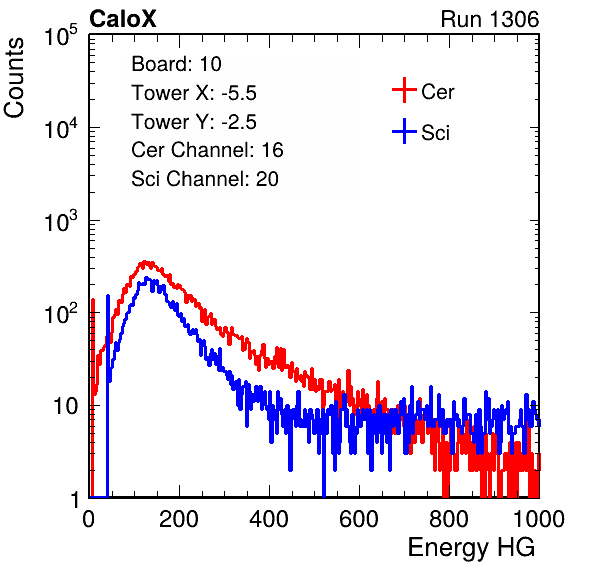 CaloX Run 1306
Counts
Board: 10
Tower X: -5.5
Tower Y: -2.5
Cer Channel: 16
Sci Channel: 20
Cer
Sci
10^5
10^4
10^3
10^2
10
1
0 200 400 600 800 1000
Energy HG